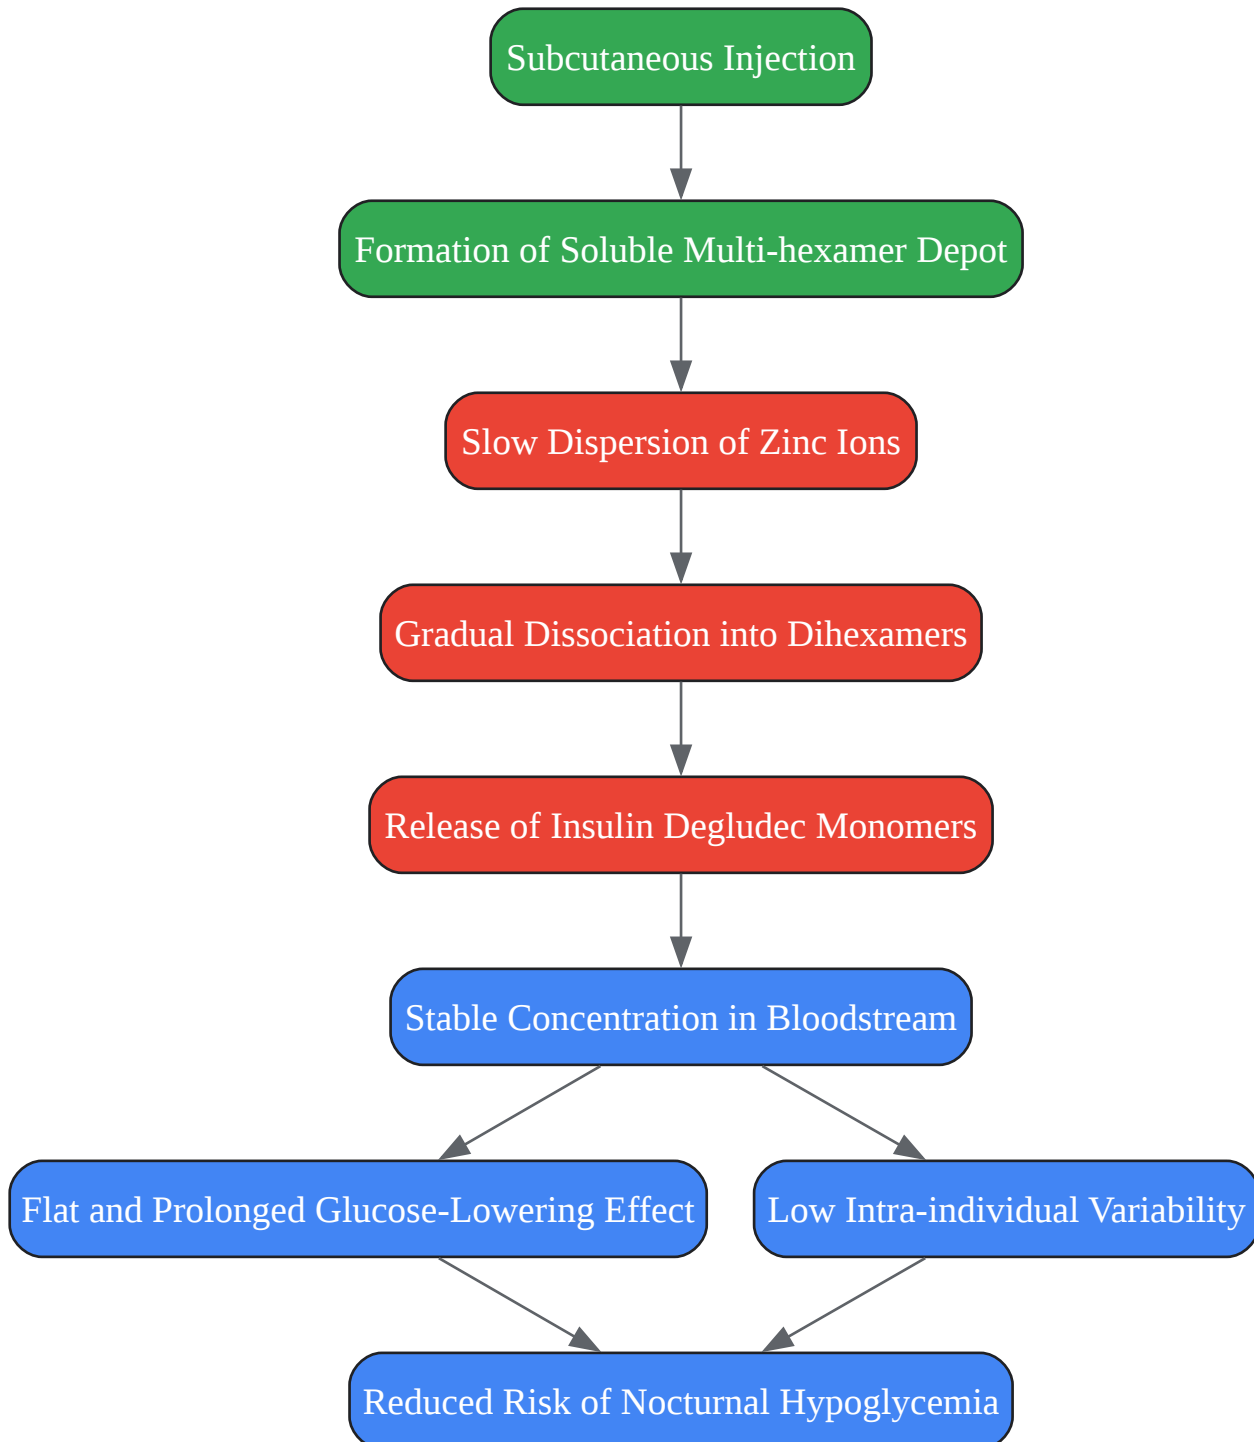 Subcutaneous Injection
Formation of Soluble Multi-hexamer Depot
Slow Dispersion of Zinc Ions
Gradual Dissociation into Dihexamers
Release of Insulin Degludec Monomers
Stable Concentration in Bloodstream
Flat and Prolonged Glucose-Lowering Effect
Low Intra-individual Variability
Reduced Risk of Nocturnal Hypoglycemia